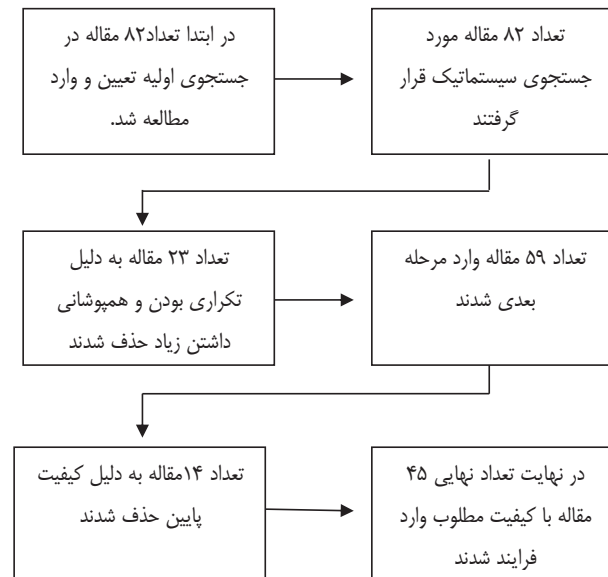 در ابتدا تعداد۸۲ مقاله در
جستجوی اولیه تعیین و وارد
مطالعه شد.
تعداد ۸۲ مقاله مورد
جستجوی سیستماتیک قرار
گرفتند
تعداد ۲۳ مقاله به دلیل
تکراری بودن و همپوشانی
داشتن زیاد حذف شدند
تعداد ۵۹ مقاله وارد مرحله
بعدی شدند
تعداد ۱۴مقاله به دلیل کیفیت
پایین حذف شدند
در نهایت تعداد نهایی ۴۵
مقاله با کیفیت مطلوب وارد
فرایند شدند